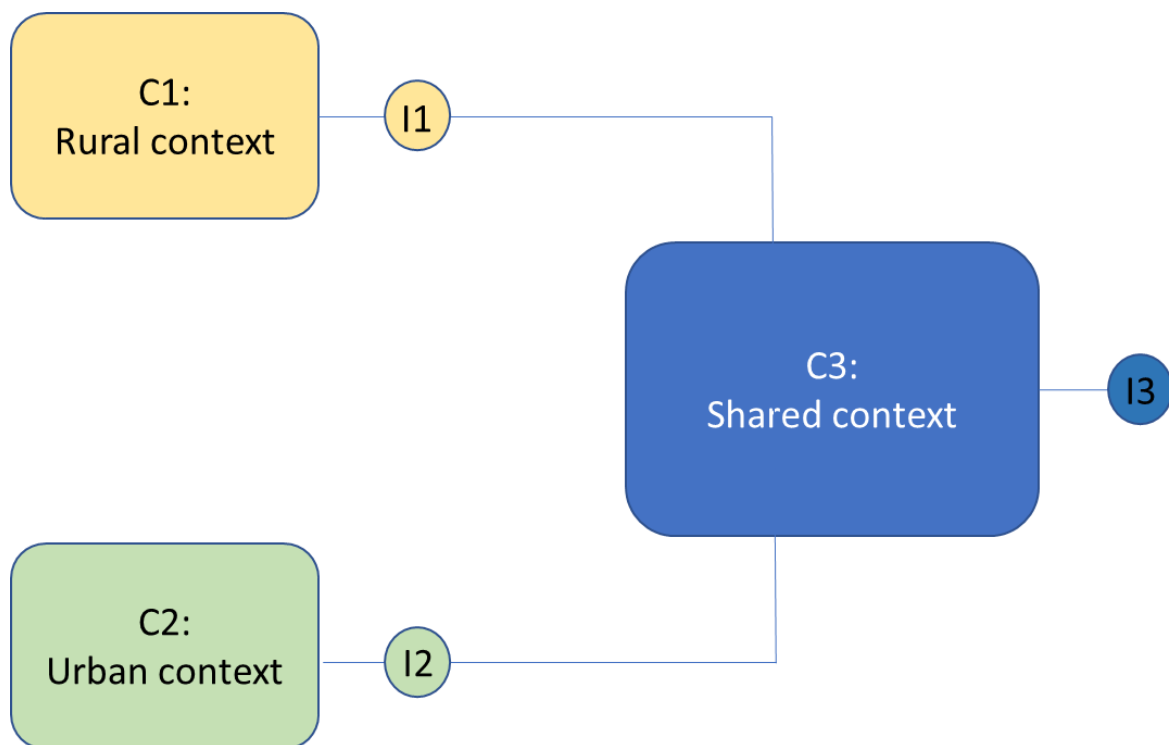 C1:
Rural context
I1
C3:
Shared context
I3
C2:
Urban context
I2